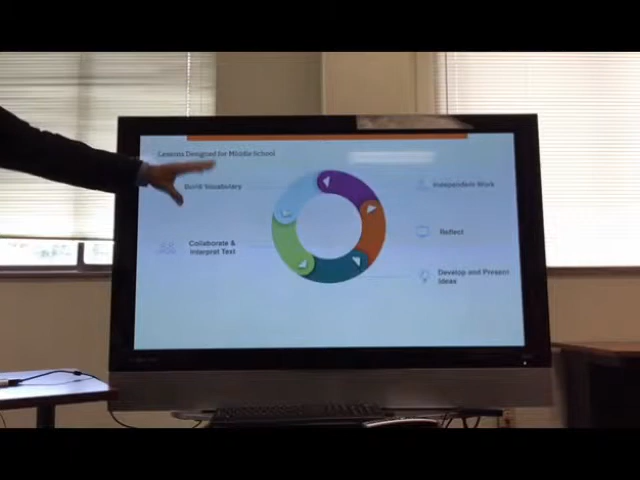 Lessons Designed for Middle School
Build Vocabulary
Independent Work
Collaborate &
Interpret Text
Reflect
Develop and Present
Ideas